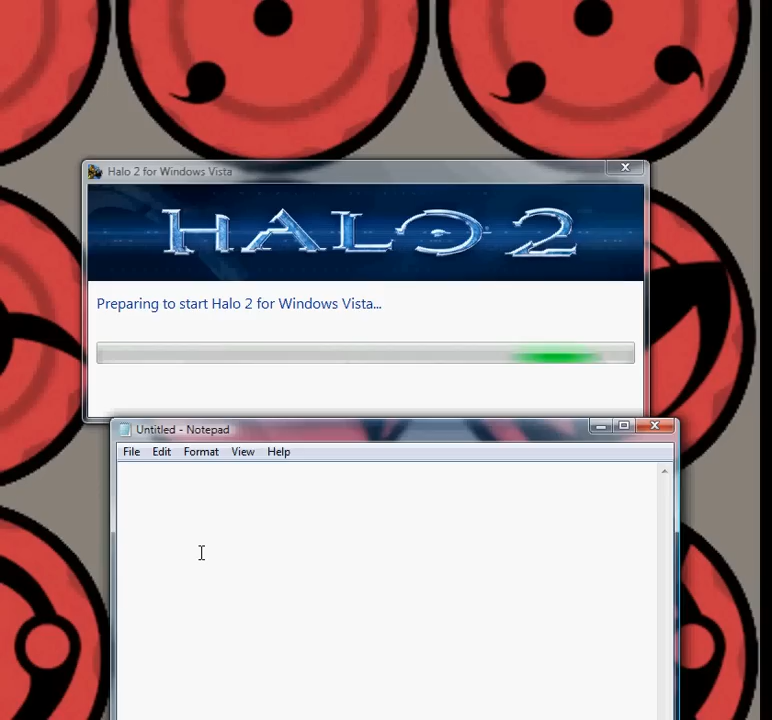 Halo 2 for Windows Vista
HALO 2
Preparing to start Halo 2 for Windows Vista...
Untitled - Notepad
File Edit Format View Help